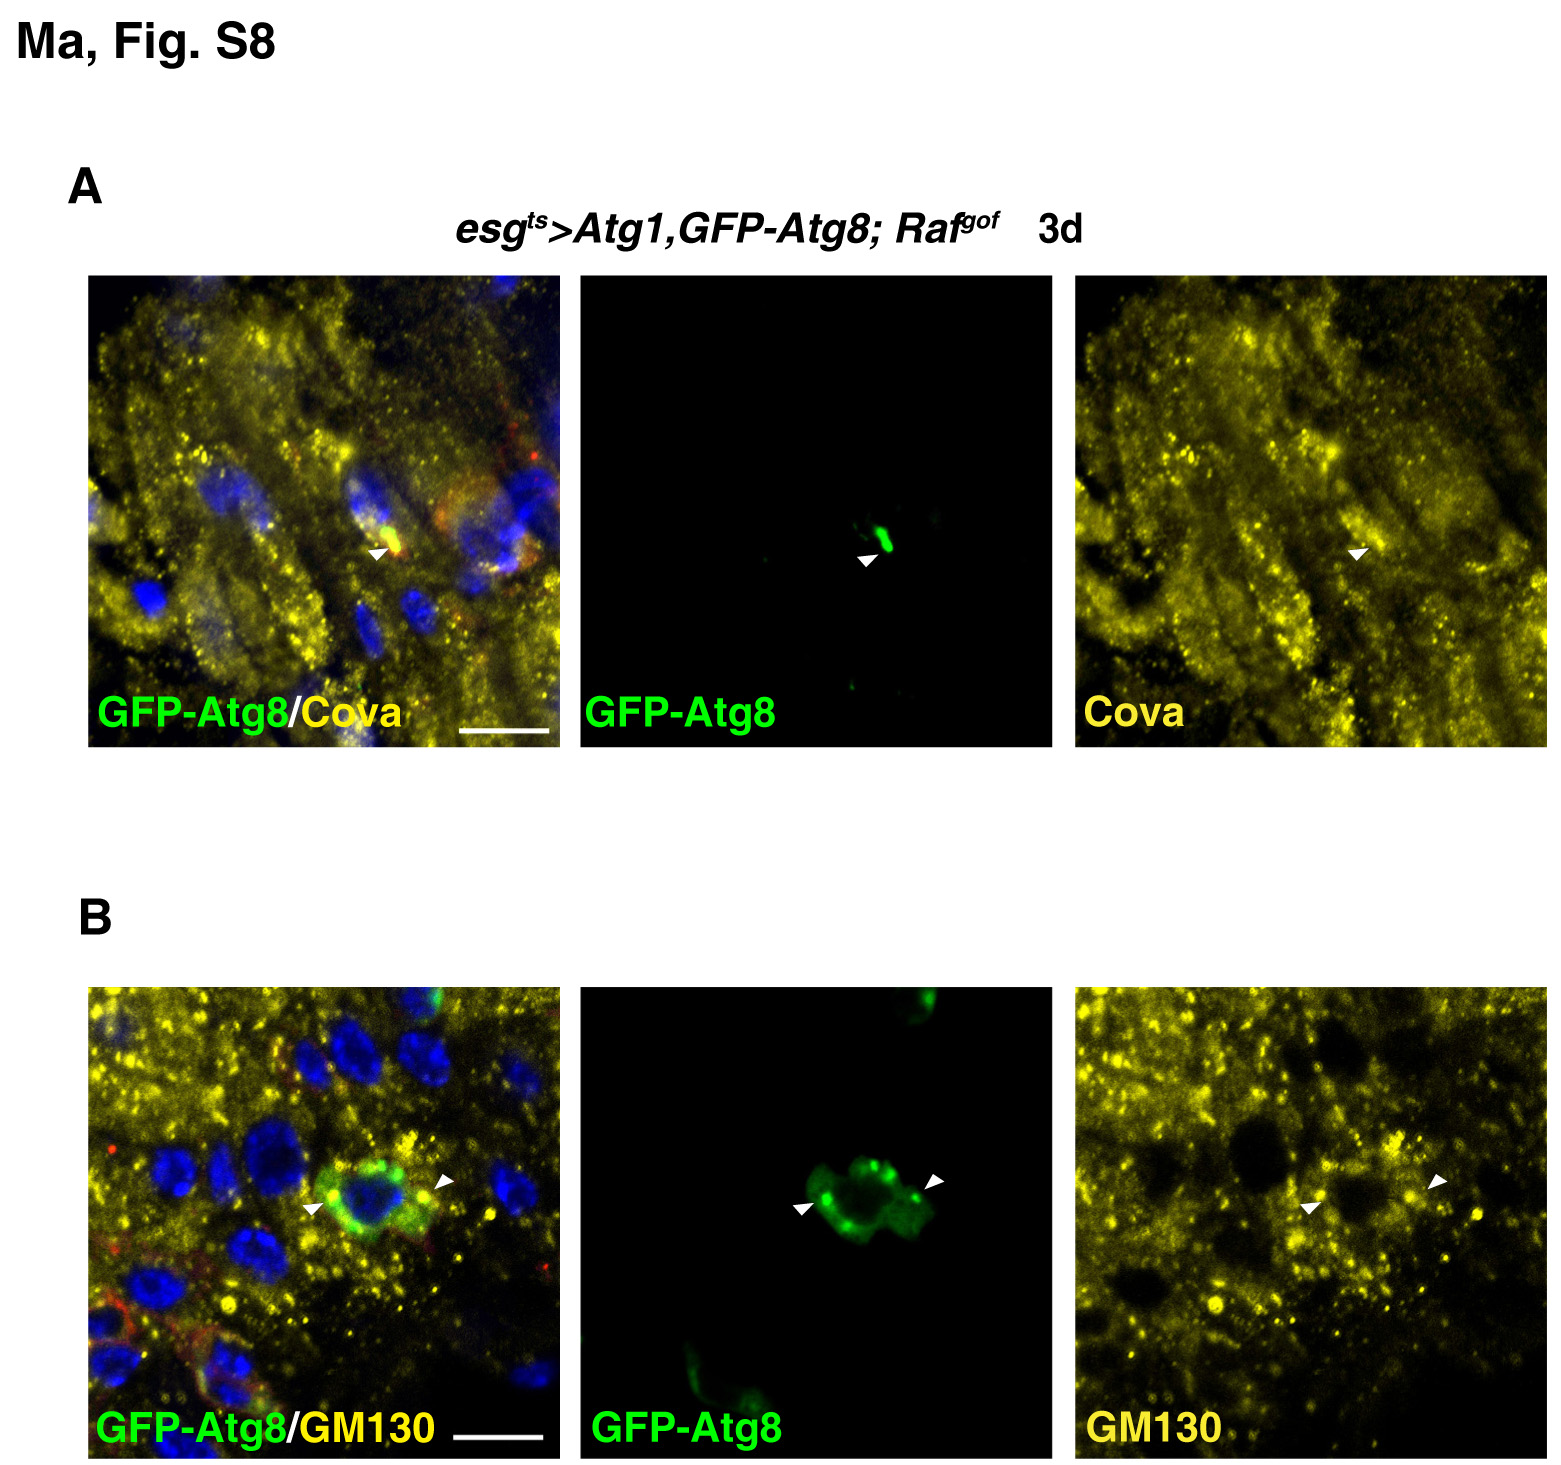 Ma, Fig. S8
A
esgts>Atg1,GFP-Atg8; Rafgof 3d
GFP-Atg8/Cova
GFP-Atg8
Cova
B
GFP-Atg8/GM130
GFP-Atg8
GM130